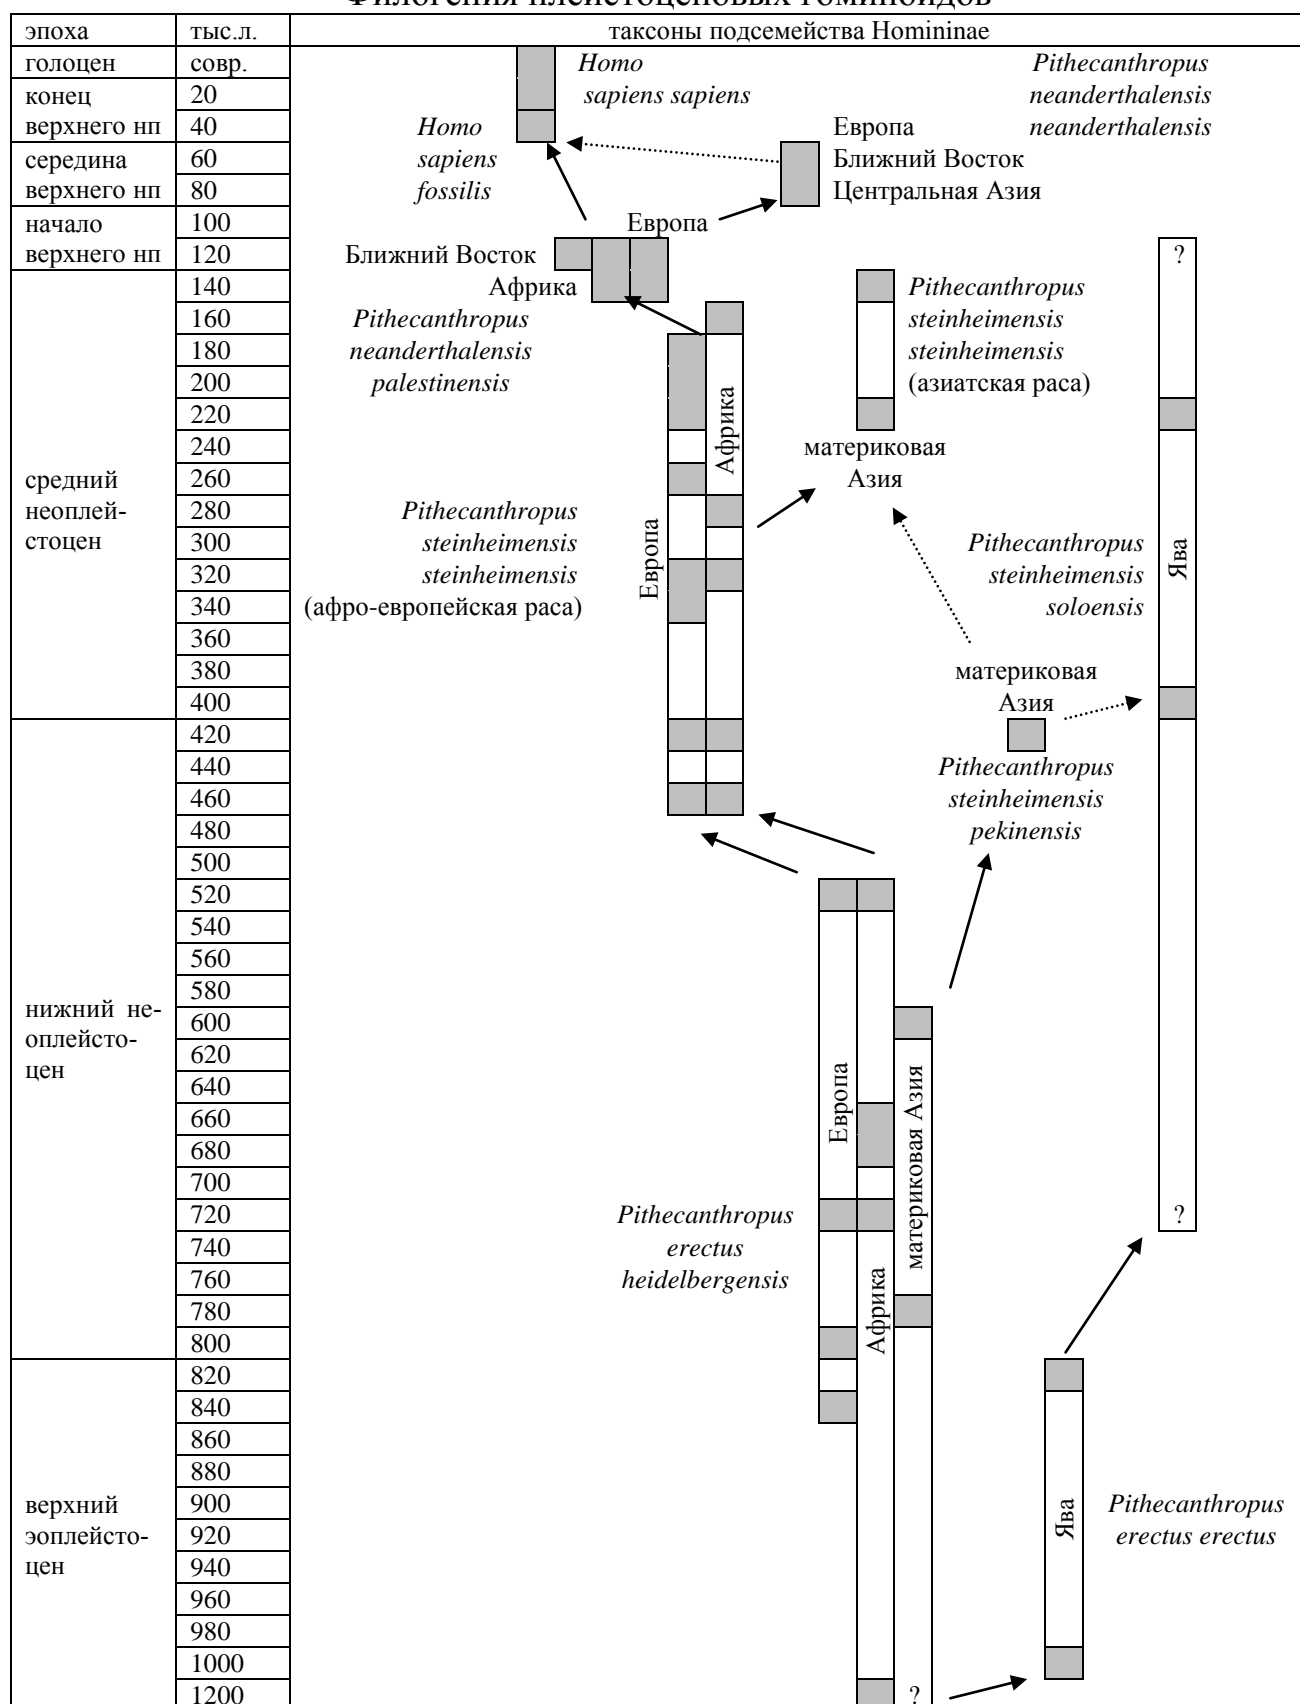 Филогения плейстоценовых гоминоидов
эпоха тыс.л. таксоны подсемейства Homininae
голоцен совр. Homo Pithecanthropus
конец 20 sapiens sapiens neanderthalensis
верхнего нп 40 Homo Европа neanderthalensis
середина 60 sapiens Ближний Восток
верхнего нп 80 fossilis Центральная Азия
начало 100 Европа
верхнего нп 120 Ближний Восток ?
140 Африка Pithecanthropus
160 Pithecanthropus steinheimensis
180 neanderthalensis steinheimensis
200 palestinensis (азиатская раса)
220
Африка
240 материковая
средний 260 Азия
неоплей- 280 Pithecanthropus
стоцен 300 steinheimensis Pithecanthropus
320 steinheimensis steinheimensis
340 (афро-европейская раса) soloensis
Европа
Ява
360
380 материковая
400 Азия
420
440 Pithecanthropus
460 steinheimensis
480 pekinensis
500
520
540
560
580
нижний не- 600
оплейсто- 620
цен 640
660
680
Европа
материковая Азия
700
720 Pithecanthropus ?
740 erectus
760 heidelbergensis
780
800
Африка
820
840
860
880
верхний 900 Pithecanthropus
эоплейсто- 920 erectus erectus
цен 940
Ява
960
980
1000
1200 ?